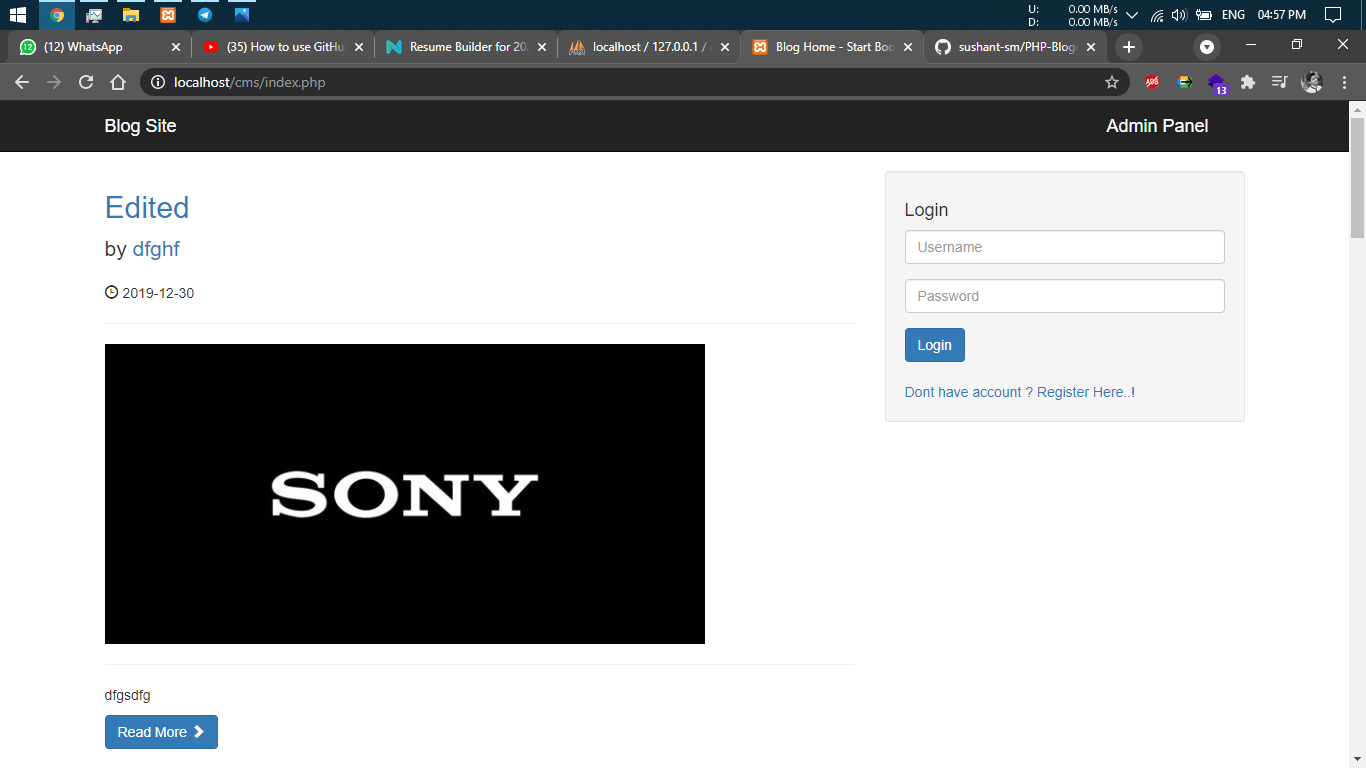 U: 0.00 MB/s
D: 0.00 MB/s
ENG 04:57 PM
(12) WhatsApp
(35) How to use GitHu
Resume Builder for 20
localhost / 127.0.0.1 /
Blog Home - Start Boo
sushant-sm/PHP-Blog
localhost/cms/index.php
ABP
13
Blog Site
Admin Panel
Edited
by dfghf
2019-12-30
SONY
dfgsdfg
Read More
Login
Username
Password
Login
Dont have account ? Register Here..!